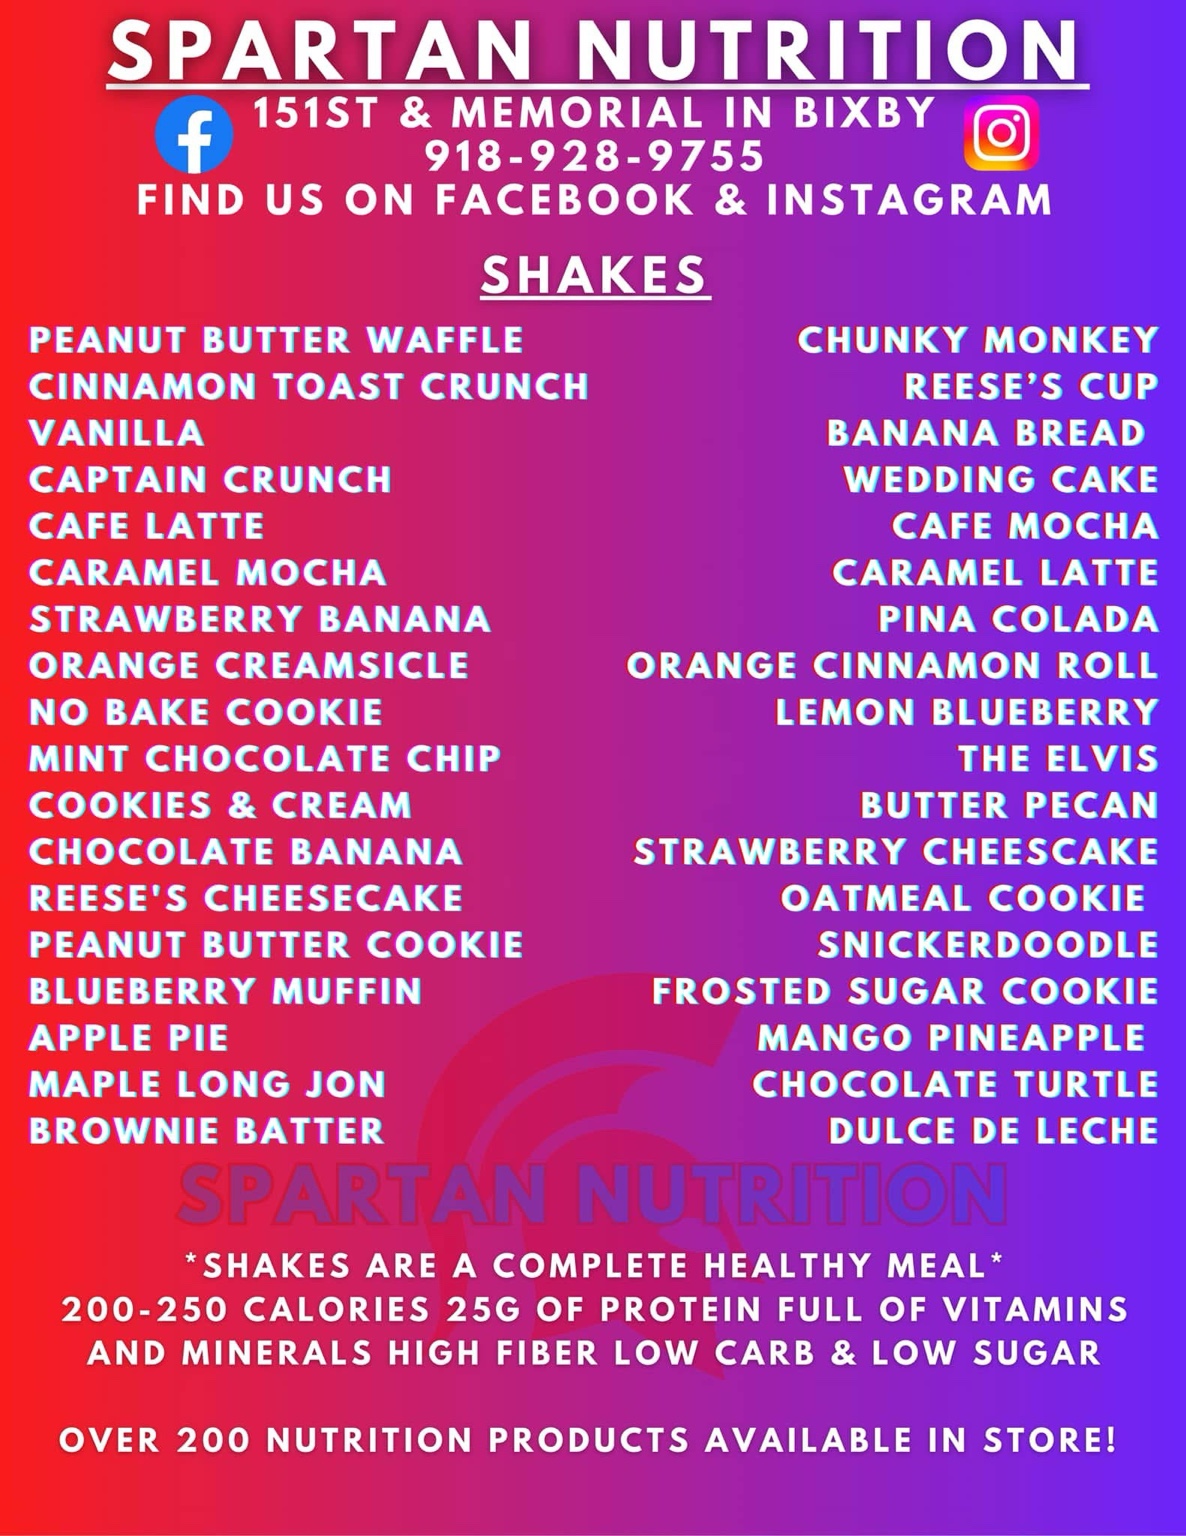 SPARTAN NUTRITION
151ST & MEMORIAL IN BIXBY
918-928-9755
FIND US ON FACEBOOK & INSTAGRAM
SHAKES
PEANUT BUTTER WAFFLE
CINNAMON TOAST CRUNCH
VANILLA
CAPTAIN CRUNCH
CAFE LATTE
CARAMEL MOCHA
STRAWBERRY BANANA
ORANGE CREAMSICLE
NO BAKE COOKIE
MINT CHOCOLATE CHIP
COOKIES & CREAM
CHOCOLATE BANANA
REESE'S CHEESECAKE
PEANUT BUTTER COOKIE
BLUEBERRY MUFFIN
APPLE PIE
MAPLE LONG JON
BROWNIE BATTER
CHUNKY MONKEY
REESE’S CUP
BANANA BREAD
WEDDING CAKE
CAFE MOCHA
CARAMEL LATTE
PINA COLADA
ORANGE CINNAMON ROLL
LEMON BLUEBERRY
THE ELVIS
BUTTER PECAN
STRAWBERRY CHEESCAKE
OATMEAL COOKIE
SNICKERDOODLE
FROSTED SUGAR COOKIE
MANGO PINEAPPLE
CHOCOLATE TURTLE
DULCE DE LECHE
SPARTAN NUTRITION
*SHAKES ARE A COMPLETE HEALTHY MEAL*
200-250 CALORIES 25G OF PROTEIN FULL OF VITAMINS
AND MINERALS HIGH FIBER LOW CARB & LOW SUGAR
OVER 200 NUTRITION PRODUCTS AVAILABLE IN STORE!